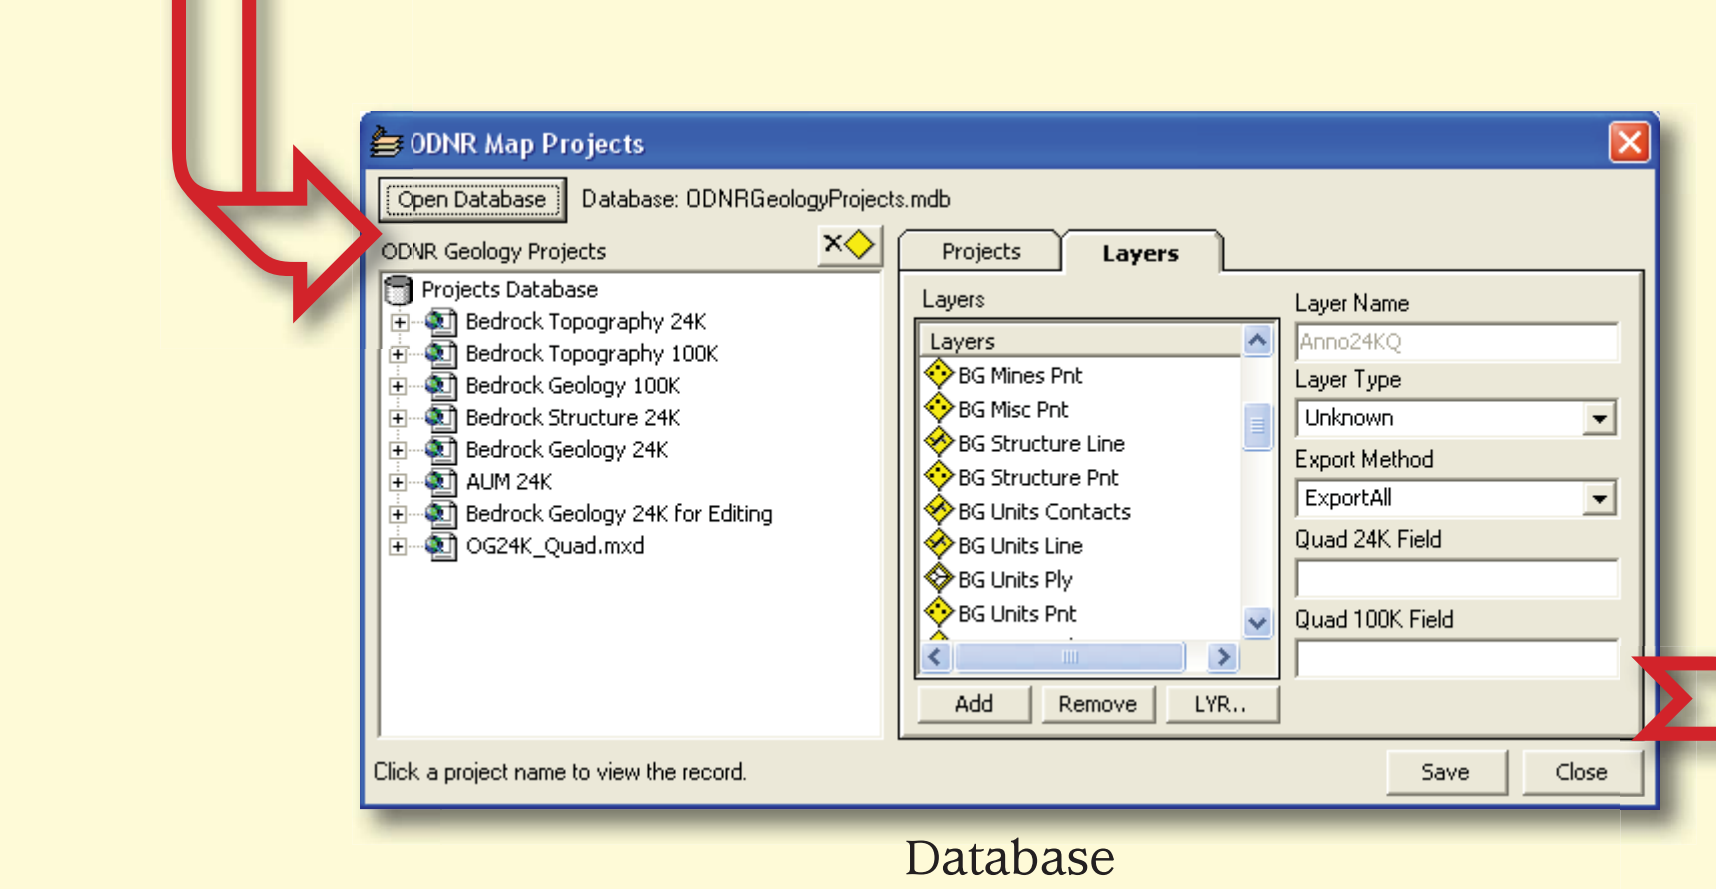 ODNR Map Projects
Open Database Database: ODNRGeologyProjects.mdb
ODNR Geology Projects
Projects Database
Bedrock Topography 24K
Bedrock Topography 100K
Bedrock Geology 100K
Bedrock Structure 24K
Bedrock Geology 24K
AUM 24K
Bedrock Geology 24K for Editing
OG24K_Quad.mxd
Projects Layers
Layers
Layers
BG Mines Pnt
BG Misc Pnt
BG Structure Line
BG Structure Pnt
BG Units Contacts
BG Units Line
BG Units Ply
BG Units Pnt
Add Remove LYR..
Layer Name
Anno24KQ
Layer Type
Unknown
Export Method
ExportAll
Quad 24K Field
Quad 100K Field
Click a project name to view the record.
Save Close
Database